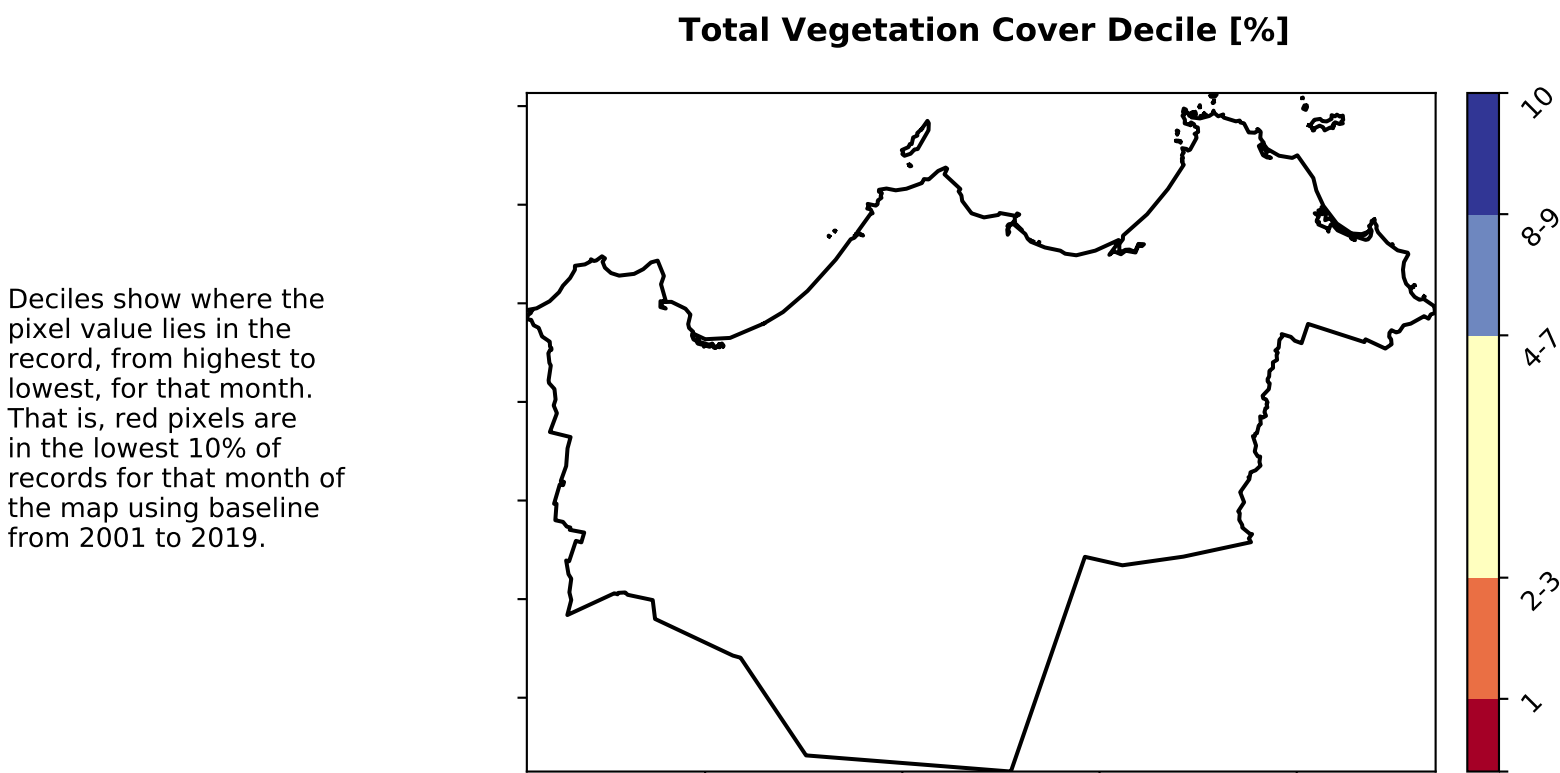 Total Vegetation Cover Decile [%]
Deciles show where the
pixel value lies in the
record, from highest to
lowest, for that month.
That is, red pixels are
in the lowest 10% of
records for that month of
the map using baseline
from 2001 to 2019.
10
8-9
4-7
2-3
1